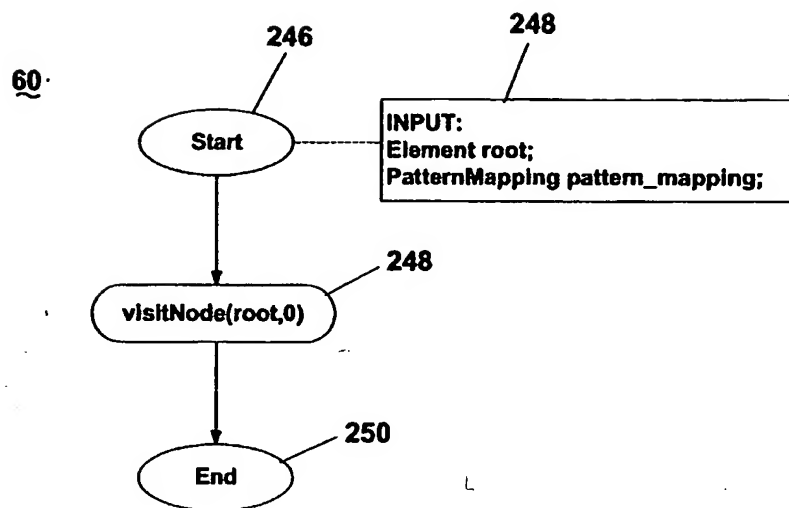 246
248
60
Start
INPUT:
Element root;
PatternMapping pattern_mapping;
248
visitNode(root,0)
250
End